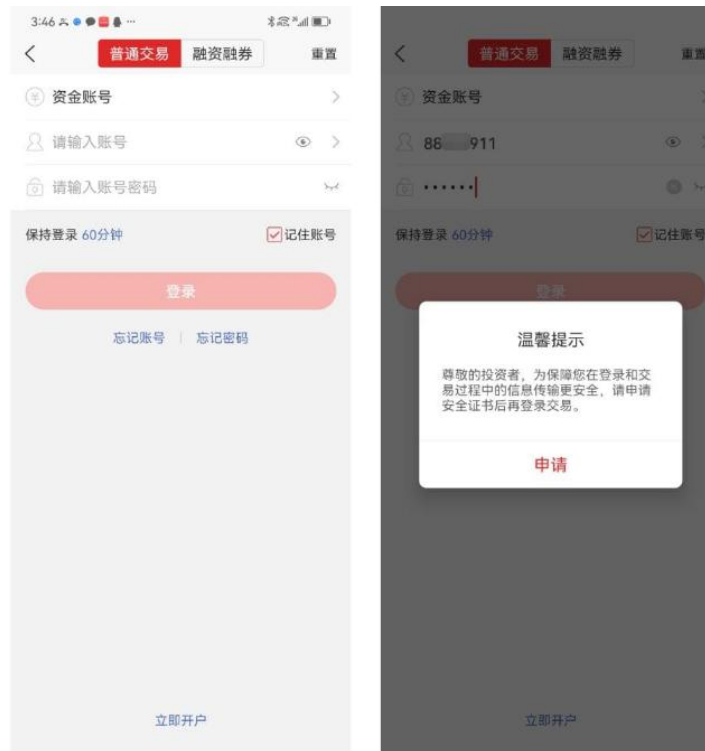 3:46
普通交易 融资融券 重置
资金账号
请输入账号
请输入账号密码
保持登录 60分钟 记住账号
登录
忘记账号 忘记密码
立即开户
普通交易 融资融券 重置
资金账号
88 911
保持登录 60分钟 记住账号
登录
温馨提示
尊敬的投资者，为保障您在登录和交
易过程中的信息传输更安全，请申请
安全证书后再登录交易。
申请
立即开户